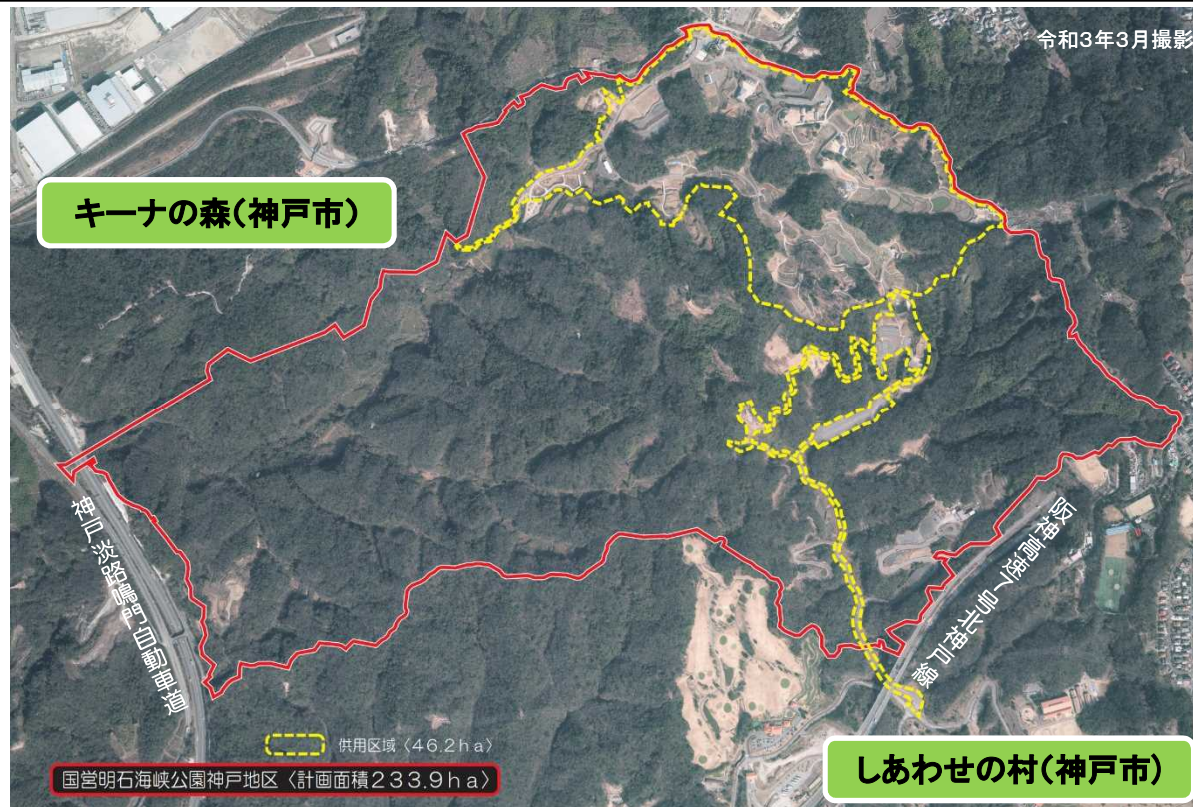 令和3年3月撮影
キーナの森（神戸市）
神戸淡路鳴門自動車道
阪神高速7号北神戸線
供用区域〈46.2ha〉
国営明石海峡公園神戸地区〈計画面積233.9ha〉
しあわせの村（神戸市）